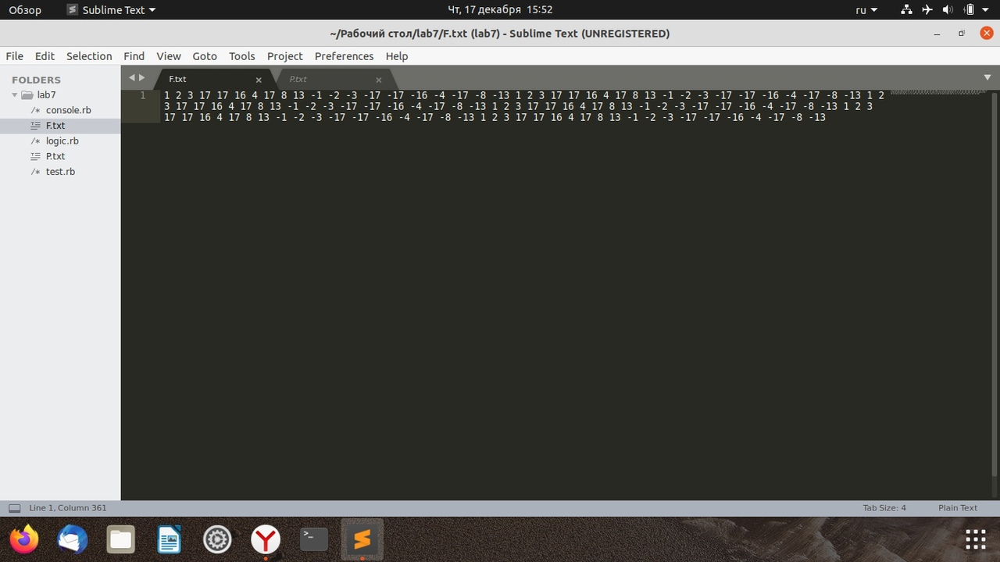 Обзор Sublime Text Чт, 17 декабря 15:52 ru
~/Рабочий стол/lab7/F.txt (lab7) - Sublime Text (UNREGISTERED)
File Edit Selection Find View Goto Tools Project Preferences Help
FOLDERS
lab7
console.rb
F.txt
logic.rb
P.txt
test.rb
F.txt P.txt
1
1 2 3 17 17 16 4 17 8 13 -1 -2 -3 -17 -17 -16 -4 -17 -8 -13 1 2 3 17 17 16 4 17 8 13 -1 -2 -3 -17 -17 -16 -4 -17 -8 -13 1 2
3 17 17 16 4 17 8 13 -1 -2 -3 -17 -17 -16 -4 -17 -8 -13 1 2 3 17 17 16 4 17 8 13 -1 -2 -3 -17 -17 -16 -4 -17 -8 -13 1 2 3
17 17 16 4 17 8 13 -1 -2 -3 -17 -17 -16 -4 -17 -8 -13 1 2 3 17 17 16 4 17 8 13 -1 -2 -3 -17 -17 -16 -4 -17 -8 -13
Line 1, Column 361 Tab Size: 4 Plain Text